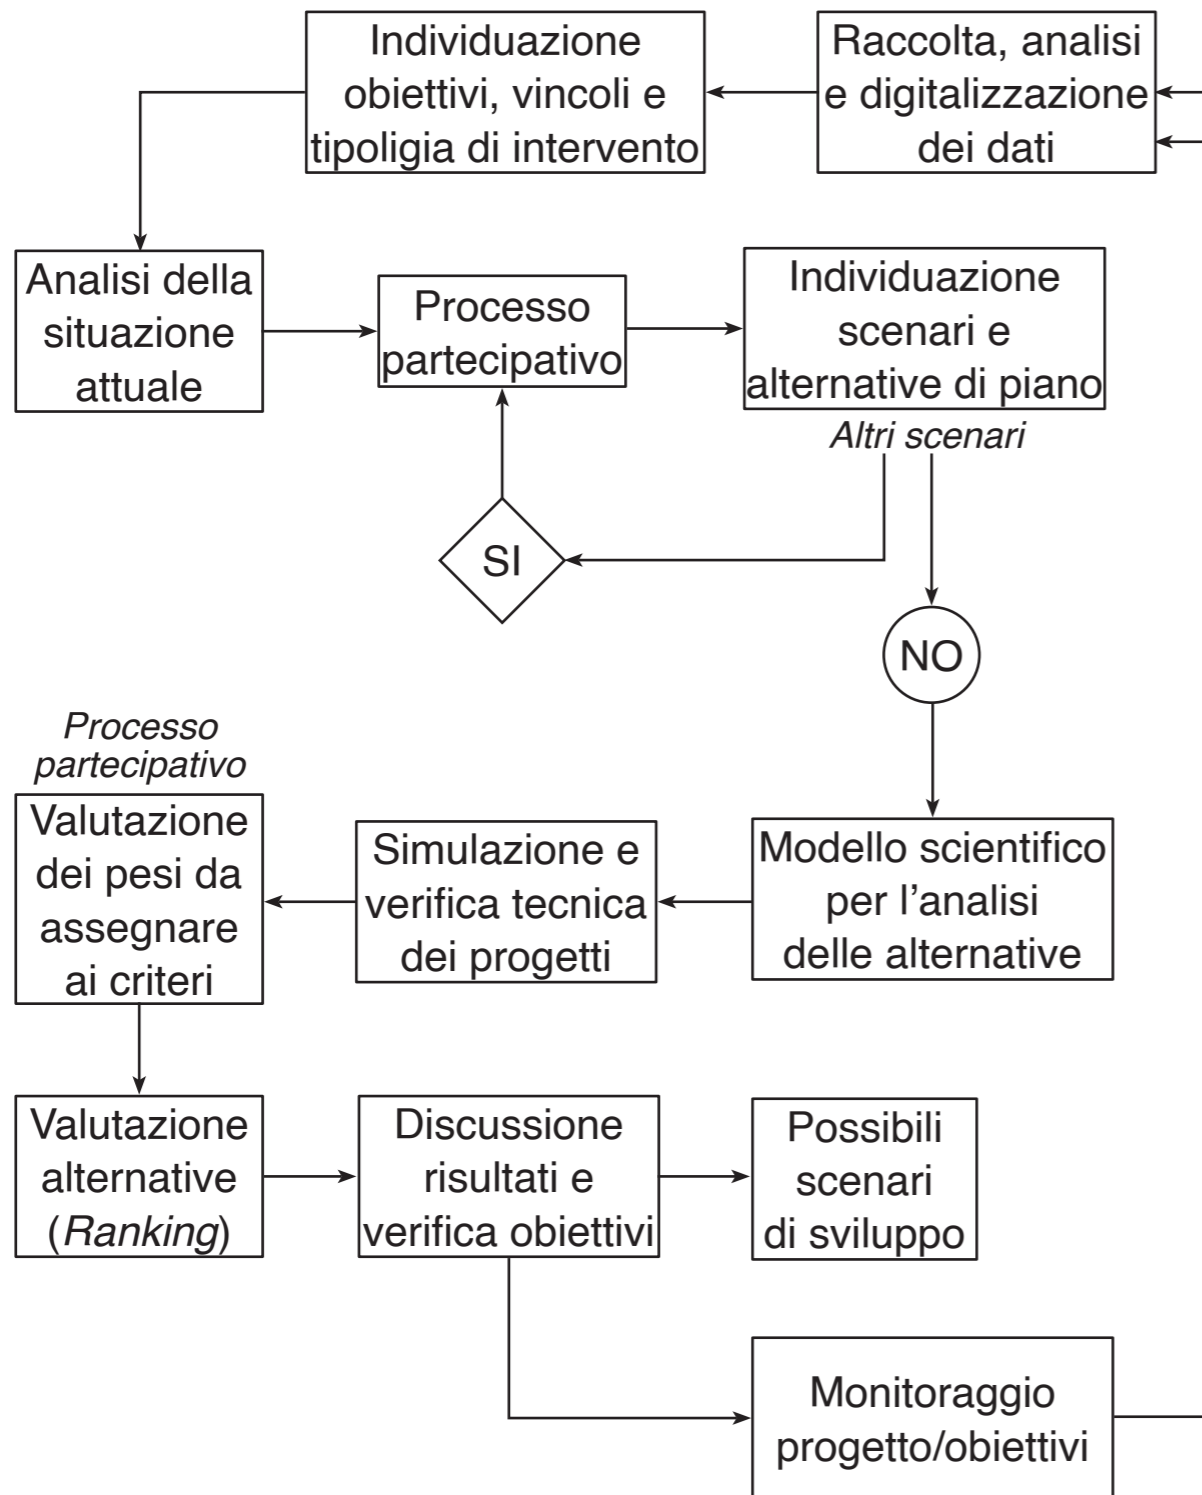 Individuazione
obiettivi, vincoli e
tipoligia di intervento
Raccolta, analisi
e digitalizzazione
dei dati
Analisi della
situazione
attuale
Processo
partecipativo
Individuazione
scenari e
alternative di piano
Altri scenari
SI
NO
Processo
partecipativo
Valutazione
dei pesi da
assegnare
ai criteri
Simulazione e
verifica tecnica
dei progetti
Modello scientifico
per l’analisi
delle alternative
Valutazione
alternative
(Ranking)
Discussione
risultati e
verifica obiettivi
Possibili
scenari
di sviluppo
Monitoraggio
progetto/obiettivi